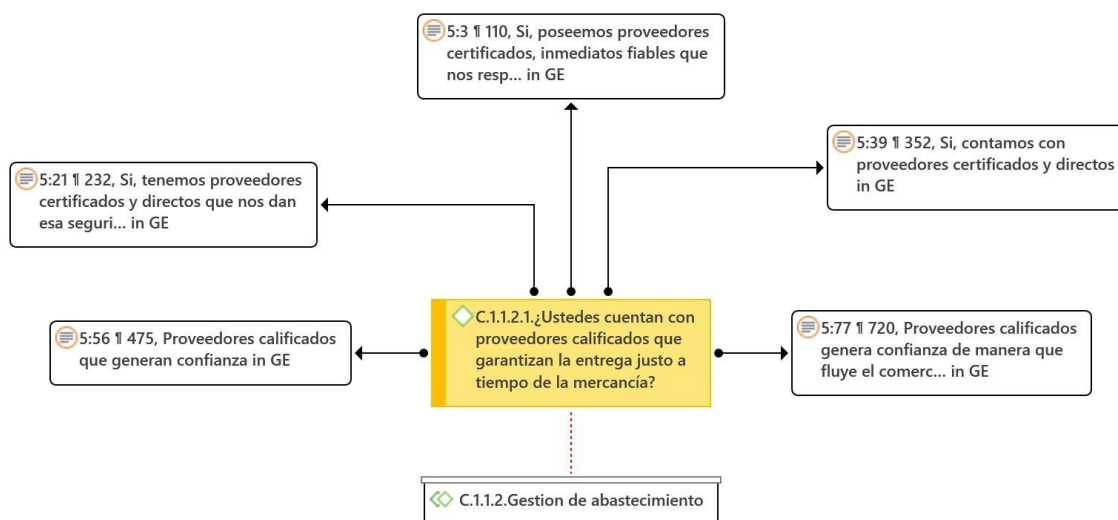 5:3 ¶ 110, Si, poseemos proveedores
certificados, inmediatos fiables que
nos resp... in GE
5:39 ¶ 352, Si, contamos con
proveedores certificados y directos
in GE
5:21 ¶ 232, Si, tenemos proveedores
certificados y directos que nos dan
esa seguri... in GE
C.1.1.2.1.¿Ustedes cuentan con
proveedores calificados que
garantizan la entrega justo a
tiempo de la mercancía?
5:56 ¶ 475, Proveedores calificados
que generan confianza in GE
5:77 ¶ 720, Proveedores calificados
genera confianza de manera que
fluye el comerc... in GE
C.1.1.2.Gestion de abastecimiento